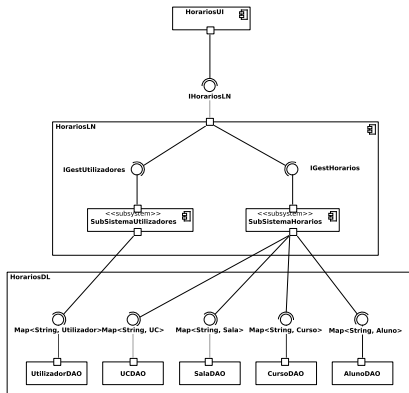 HorariosUI
IHorariosLN
HorariosLN
IGestUtilizadores
IGestHorarios
<<subsystem>>
SubSistemaUtilizadores
<<subsystem>>
SubSistemaHorarios
HorariosDL
Map<String, Utilizador>
Map<String, UC>
Map<String, Sala>
Map<String, Curso>
Map<String, Aluno>
UtilizadorDAO
UCDAO
SalaDAO
CursoDAO
AlunoDAO